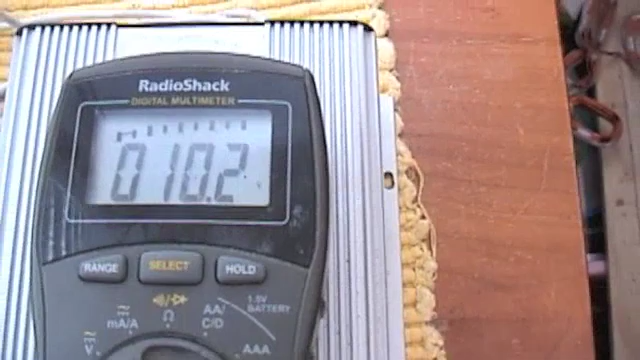 RadioShack
DIGITAL MULTIMETER
010.2
RANGE SELECT HOLD
mA/A Ω AA/C/D 1.5V BATTERY
V AAA